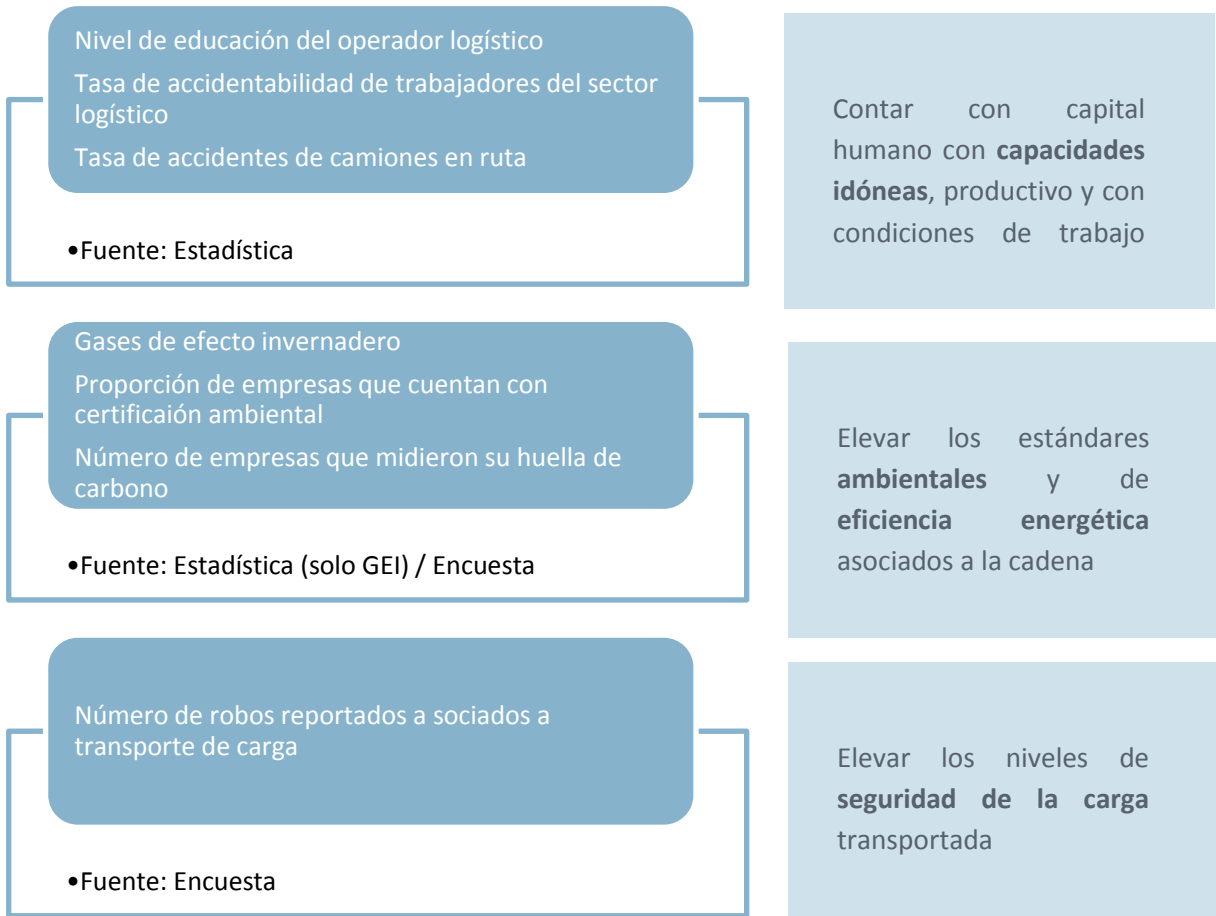 Nivel de educación del operador logístico
Tasa de accidentabilidad de trabajadores del sector
logístico
Tasa de accidentes de camiones en ruta
•Fuente: Estadística
Contar con capital
humano con capacidades
idóneas, productivo y con
condiciones de trabajo
Gases de efecto invernadero
Proporción de empresas que cuentan con
certificaión ambiental
Número de empresas que midieron su huella de
carbono
•Fuente: Estadística (solo GEI) / Encuesta
Elevar los estándares
ambientales y de
eficiencia energética
asociados a la cadena
Número de robos reportados a sociados a
transporte de carga
•Fuente: Encuesta
Elevar los niveles de
seguridad de la carga
transportada